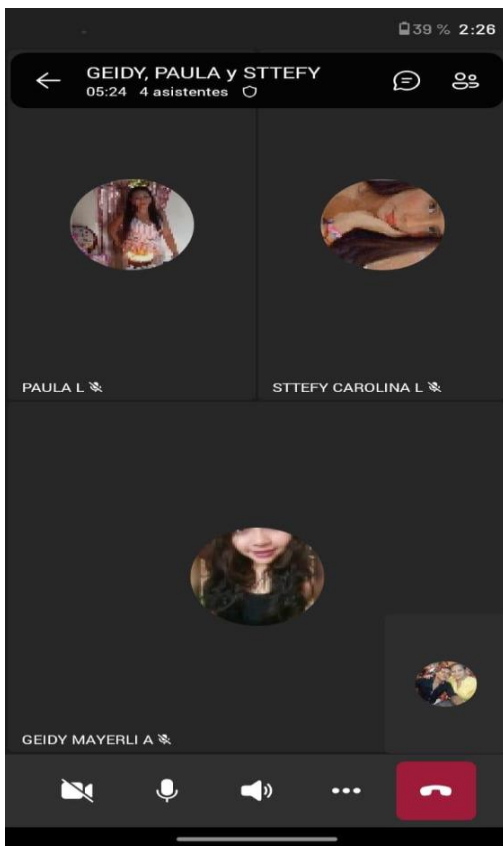 39 % 2:26
GEIDY, PAULA y STTEFY
05:24 4 asistentes
PAULA L
STTEFY CAROLINA L
GEIDY MAYERLI A